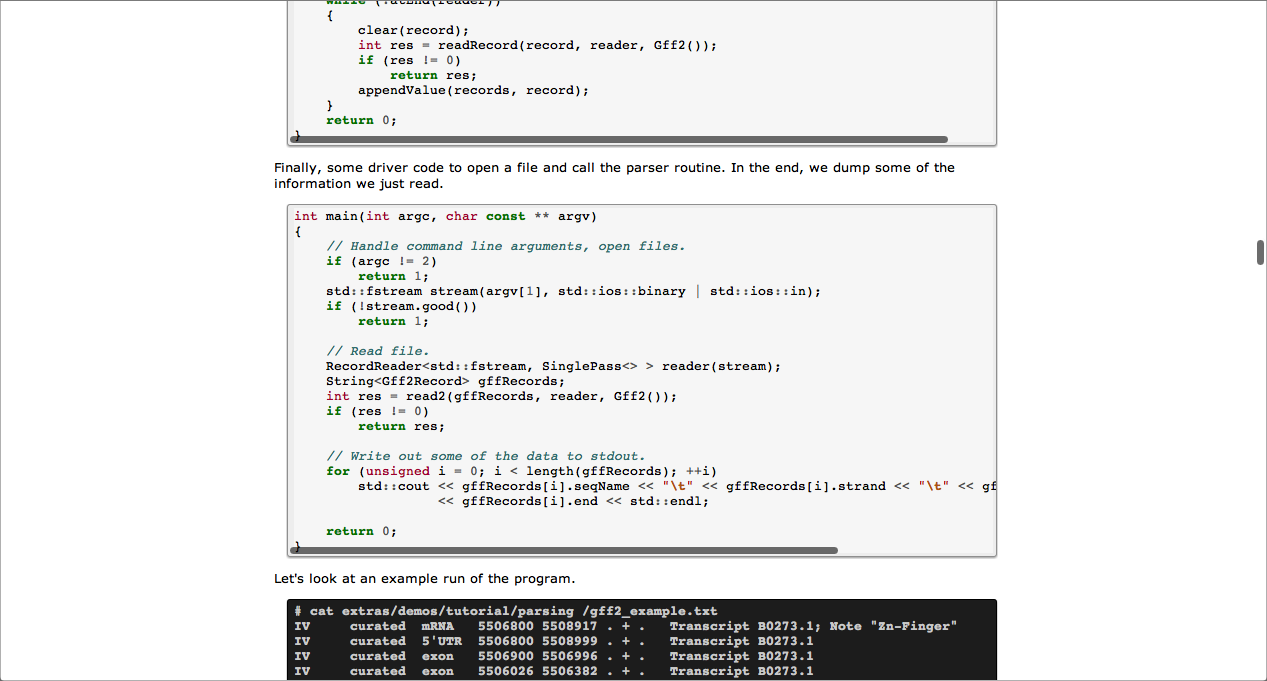 while (!atEnd(reader))
{
clear(record);
int res = readRecord(record, reader, Gff2());
if (res != 0)
return res;
appendValue(records, record);
}
return 0;
}
Finally, some driver code to open a file and call the parser routine. In the end, we dump some of the
information we just read.
int main(int argc, char const ** argv)
{
// Handle command line arguments, open files.
if (argc != 2)
return 1;
std::fstream stream(argv[1], std::ios::binary | std::ios::in);
if (!stream.good())
return 1;
// Read file.
RecordReader<std::fstream, SinglePass<> > reader(stream);
String<Gff2Record> gffRecords;
int res = read2(gffRecords, reader, Gff2());
if (res != 0)
return res;
// Write out some of the data to stdout.
for (unsigned i = 0; i < length(gffRecords); ++i)
std::cout << gffRecords[i].seqName << "\t" << gffRecords[i].strand << "\t" << gf
<< gffRecords[i].end << std::endl;
return 0;
}
Let's look at an example run of the program.
# cat extras/demos/tutorial/parsing /gff2_example.txt
IV curated mRNA 5506800 5508917 . + . Transcript B0273.1; Note "Zn-Finger"
IV curated 5'UTR 5506800 5508999 . + . Transcript B0273.1
IV curated exon 5506900 5506996 . + . Transcript B0273.1
IV curated exon 5506026 5506382 . + . Transcript B0273.1